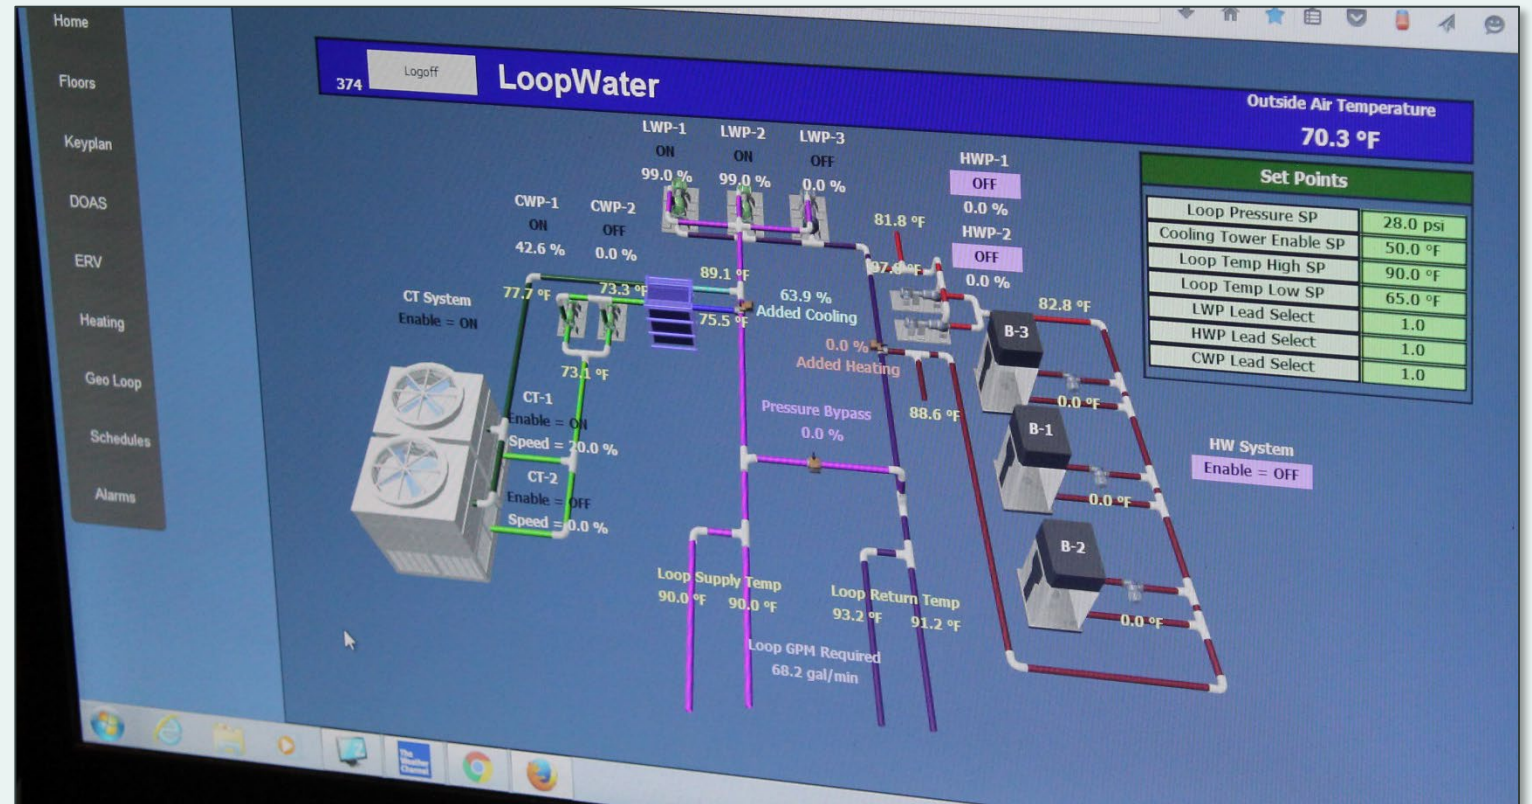 Home
Floors
Keyplan
DOAS
ERV
Heating
Geo Loop
Schedules
Alarms
374
Logoff
LoopWater
Outside Air Temperature
70.3 °F
Set Points
Loop Pressure SP 28.0 psi
Cooling Tower Enable SP 50.0 °F
Loop Temp High SP 90.0 °F
Loop Temp Low SP 65.0 °F
LWP Lead Select 1.0
HWP Lead Select 1.0
CWP Lead Select 1.0
LWP-1
ON
99.0 %
LWP-2
ON
99.0 %
LWP-3
OFF
0.0 %
HWP-1
OFF
0.0 %
HWP-2
OFF
0.0 %
CWP-1
ON
42.6 %
CWP-2
OFF
0.0 %
81.8 °F
82.8 °F
89.1 °F
77.7 °F
73.3 °F
75.5 °F
73.1 °F
63.9 %
Added Cooling
0.0 %
Added Heating
88.6 °F
Pressure Bypass
0.0 %
CT System
Enable = ON
CT-1
Enable = ON
Speed = 20.0 %
CT-2
Enable = OFF
Speed = 0.0 %
B-3
0.0 °F
B-1
0.0 °F
B-2
0.0 °F
HW System
Enable = OFF
Loop Supply Temp
90.0 °F 90.0 °F
Loop Return Temp
93.2 °F 91.2 °F
Loop GPM Required
68.2 gal/min
The
Weather
Channel